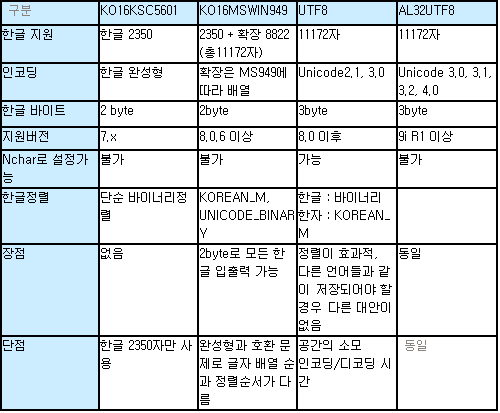 구분 KO16KSC5601 KO16MSWIN949 UTF8 AL32UTF8
한글 지원 한글 2350 2350 + 확장 8822 (총11172자) 11172자 11172자
인코딩 한글 완성형 확장은 MS949에 따라 배열 Unicode2,1, 3,0 Unicode 3,0, 3,1, 3,2, 4,0
한글 바이트 2 byte 2byte 3byte 3byte
지원버전 7,x 8,0,6 이상 8,0 이후 9i R1 이상
Nchar로 설정가능 불가 불가 가능 불가
한글정렬 단순 바이너리정렬 KOREAN_M, UNICODE_BINARY 한글 : 바이너리 한자 : KOREAN_M
장점 없음 2byte로 모든 한글 입출력 가능 정렬이 효과적, 다른 언어들과 같이 저장되어야 할 경우 다른 대안이 없음 동일
단점 한글 2350자만 사용 완성형과 호환 문제로 글자 배열 순과 정렬순서가 다름 공간의 소모 인코딩/디코딩 시간 동일